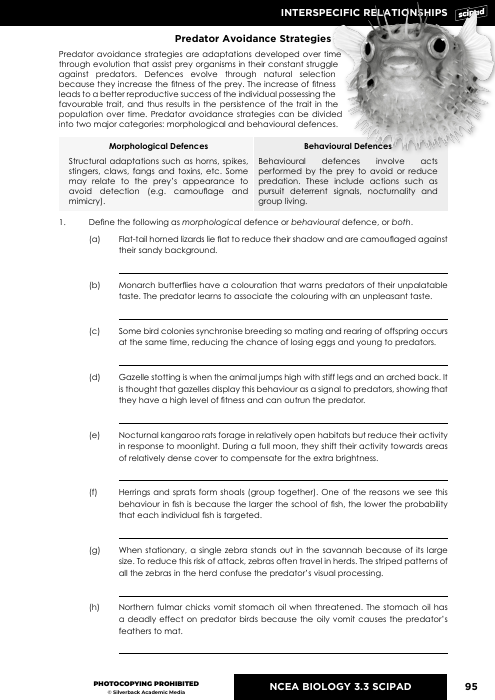 INTERSPECIFIC RELATIONSHIPS
scipad
Predator Avoidance Strategies
Predator avoidance strategies are adaptations developed over time
through evolution that assist prey organisms in their constant struggle
against predators. Defences evolve through natural selection
because they increase the fitness of the prey. The increase of fitness
leads to a better reproductive success of the individual possessing the
favourable trait, and thus results in the persistence of the trait in the
population over time. Predator avoidance strategies can be divided
into two major categories: morphological and behavioural defences.
Morphological Defences
Structural adaptations such as horns, spikes,
stingers, claws, fangs and toxins, etc. Some
may relate to the prey's appearance to
avoid detection (e.g. camouflage and
mimicry).
Behavioural Defences
Behavioural defences involve acts
performed by the prey to avoid or reduce
predation. These include actions such as
pursuit deterrent signals, nocturnality and
group living.
1. Define the following as morphological defence or behavioural defence, or both.
(a) Flat-tail horned lizards lie flat to reduce their shadow and are camouflaged against
their sandy background.
(b) Monarch butterflies have a colouration that warns predators of their unpalatable
taste. The predator learns to associate the colouring with an unpleasant taste.
(c) Some bird colonies synchronise breeding so mating and rearing of offspring occurs
at the same time, reducing the chance of losing eggs and young to predators.
(d) Gazelle stotting is when the animal jumps high with stiff legs and an arched back. It
is thought that gazelles display this behaviour as a signal to predators, showing that
they have a high level of fitness and can outrun the predator.
(e) Nocturnal kangaroo rats forage in relatively open habitats but reduce their activity
in response to moonlight. During a full moon, they shift their activity towards areas
of relatively dense cover to compensate for the extra brightness.
(f) Herrings and sprats form shoals (group together). One of the reasons we see this
behaviour in fish is because the larger the school of fish, the lower the probability
that each individual fish is targeted.
(g) When stationary, a single zebra stands out in the savannah because of its large
size. To reduce this risk of attack, zebras often travel in herds. The striped patterns of
all the zebras in the herd confuse the predator's visual processing.
(h) Northern fulmar chicks vomit stomach oil when threatened. The stomach oil has
a deadly effect on predator birds because the oily vomit causes the predator's
feathers to mat.
PHOTOCOPYING PROHIBITED
© Silverback Academic Media
NCEA BIOLOGY 3.3 SCIPAD
95